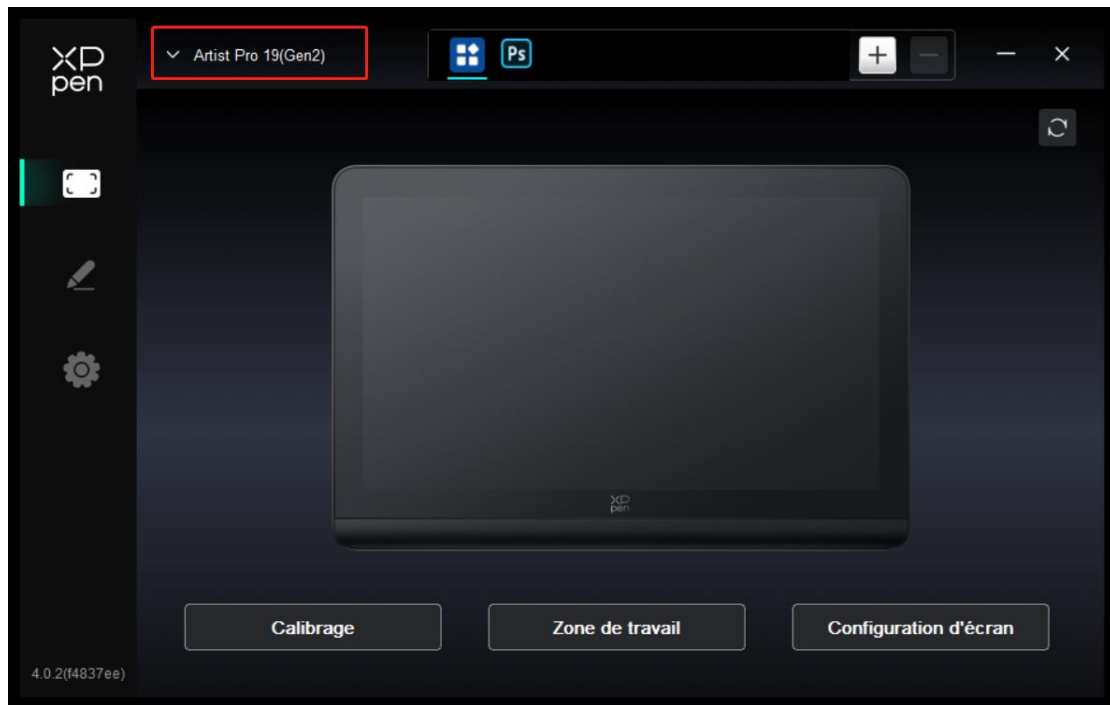 XP
pen
Artist Pro 19(Gen2)
Ps
XP
pen
Calibrage
Zone de travail
Configuration d'écran
4.0.2(f4837ee)